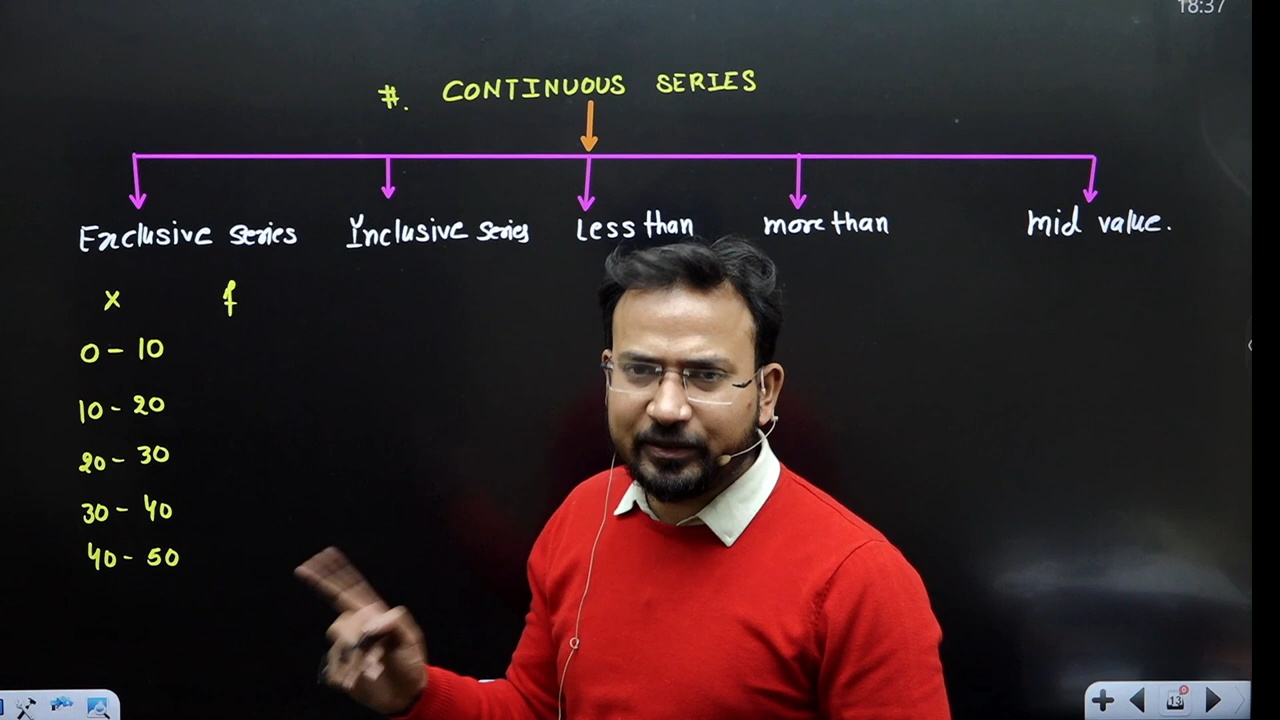 18:37
#. CONTINUOUS SERIES
Exclusive series Inclusive series Less than more than mid value.
x f
0 - 10
10 - 20
20 - 30
30 - 40
40 - 50
13